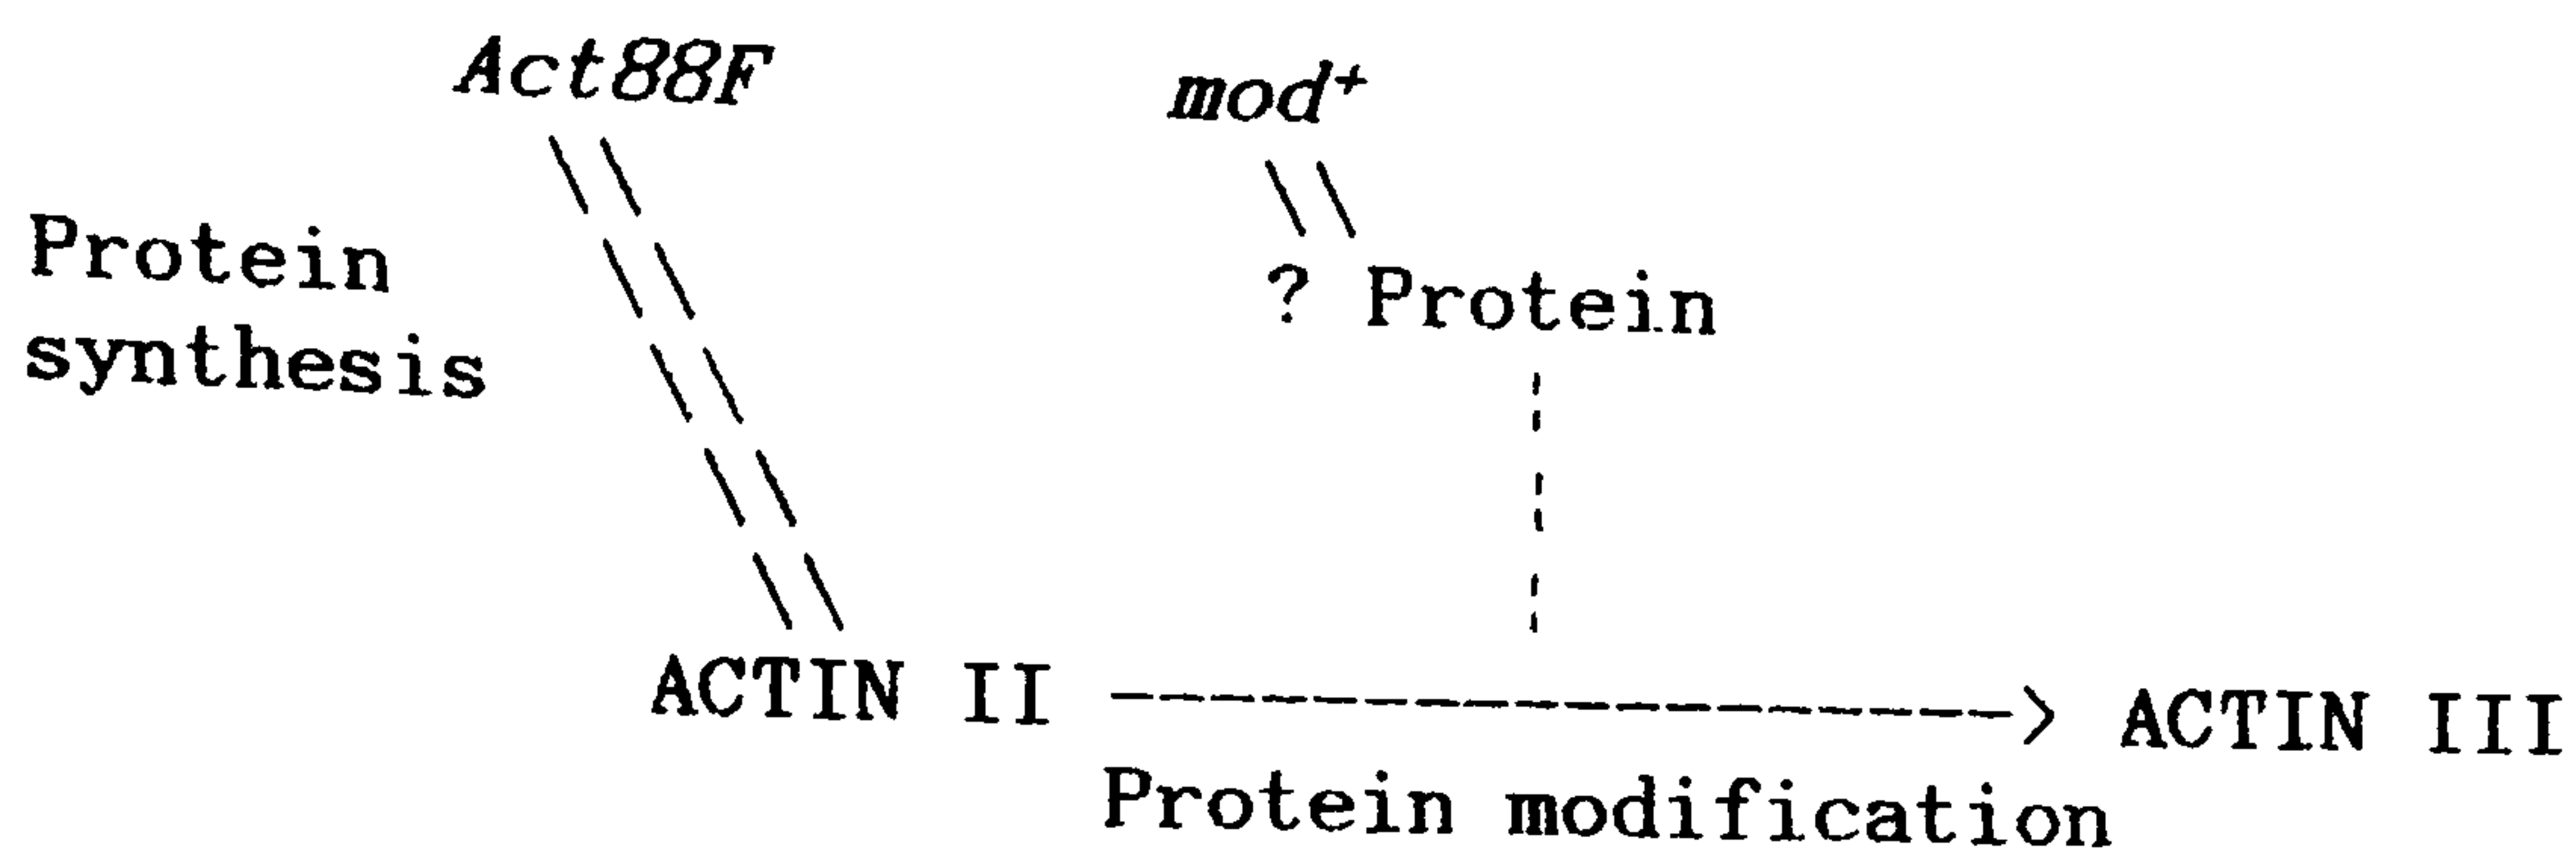 Act88F
mod+
Protein
synthesis
? Protein
ACTIN II
ACTIN III
Protein modification